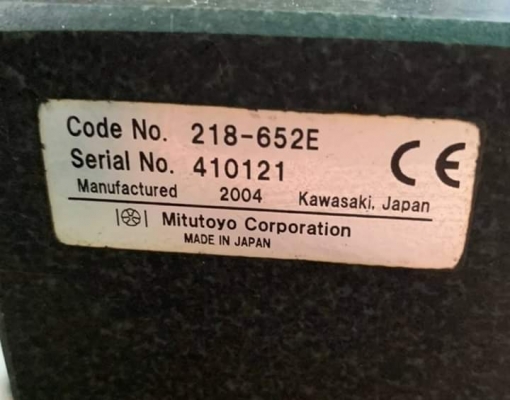 Code No. 218-652E
Serial No. 410121
CE
Manufactured 2004 Kawasaki, Japan
Mitutoyo Corporation
MADE IN JAPAN